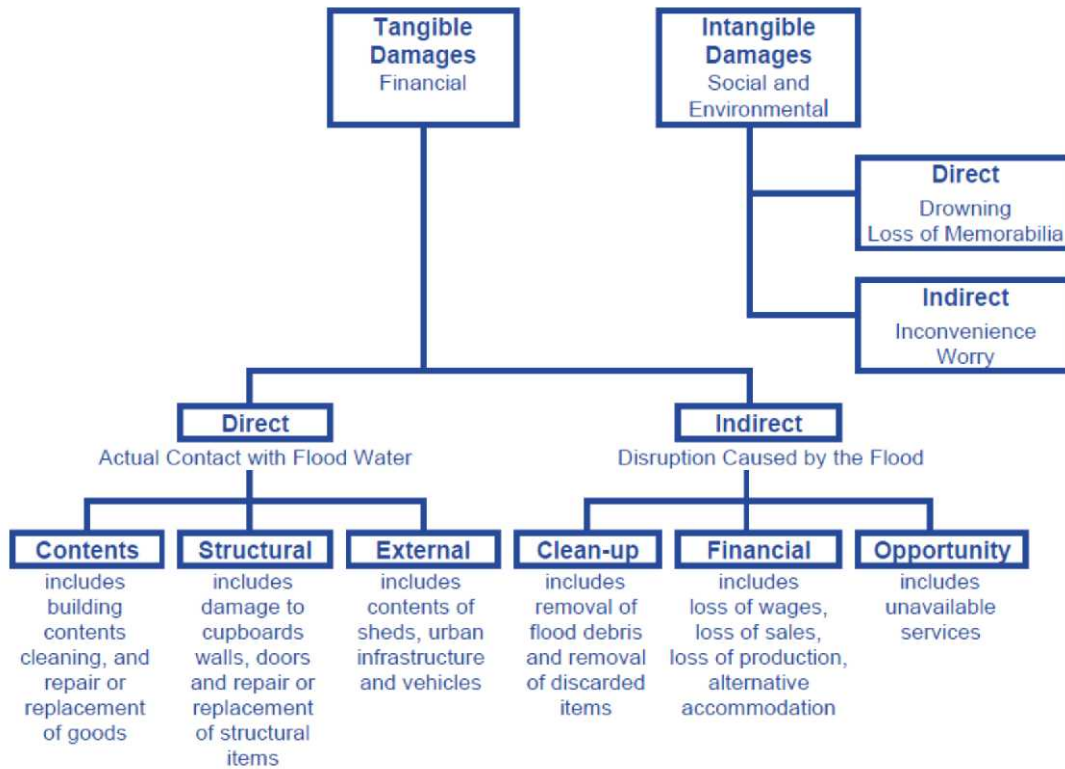 Tangible
Damages
Financial
Intangible
Damages
Social and
Environmental
Direct
Drowning
Loss of Memorabilia
Indirect
Inconvenience
Worry
Direct
Actual Contact with Flood Water
Indirect
Disruption Caused by the Flood
Contents
includes
building
contents
cleaning, and
repair or
replacement
of goods
Structural
includes
damage to
cupboards
walls, doors
and repair or
replacement
of structural
items
External
includes
contents of
sheds, urban
infrastructure
and vehicles
Clean-up
includes
removal of
flood debris
and removal
of discarded
items
Financial
includes
loss of wages,
loss of sales,
loss of production,
alternative
accommodation
Opportunity
includes
unavailable
services